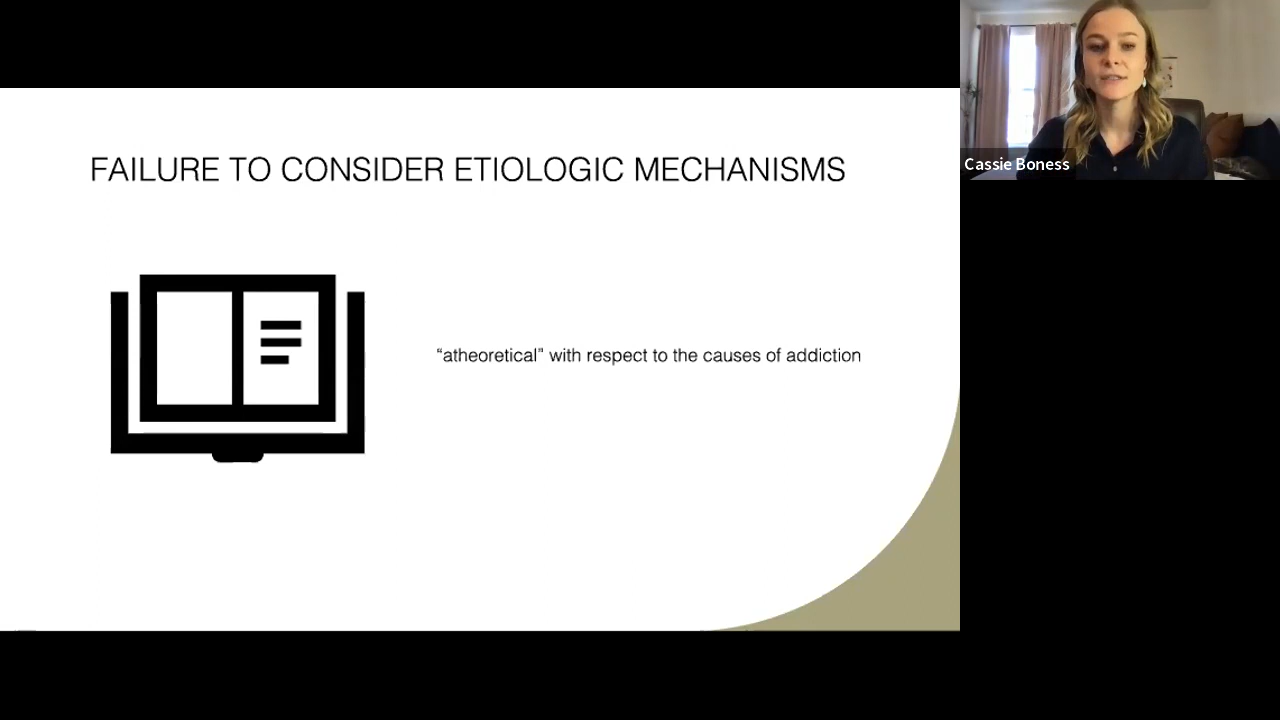 FAILURE TO CONSIDER ETIOLOGIC MECHANISMS
“atheoretical” with respect to the causes of addiction
Cassie Boness